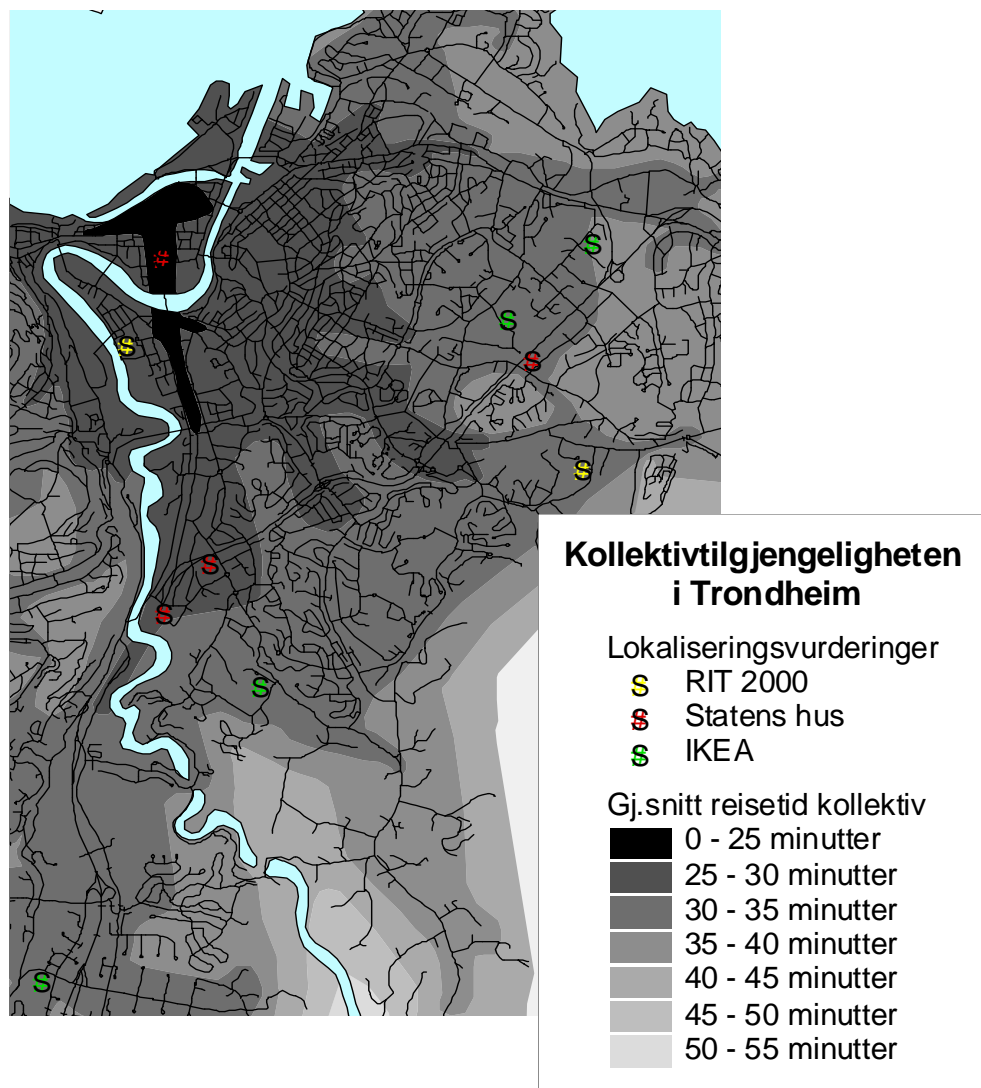 Kollektivtilgjengeligheten
i Trondheim
Lokaliseringsvurderinger
S RIT 2000
S Statens hus
S IKEA
Gj.snitt reisetid kollektiv
0 - 25 minutter
25 - 30 minutter
30 - 35 minutter
35 - 40 minutter
40 - 45 minutter
45 - 50 minutter
50 - 55 minutter
S
S
S
S
S
S
S
S
S